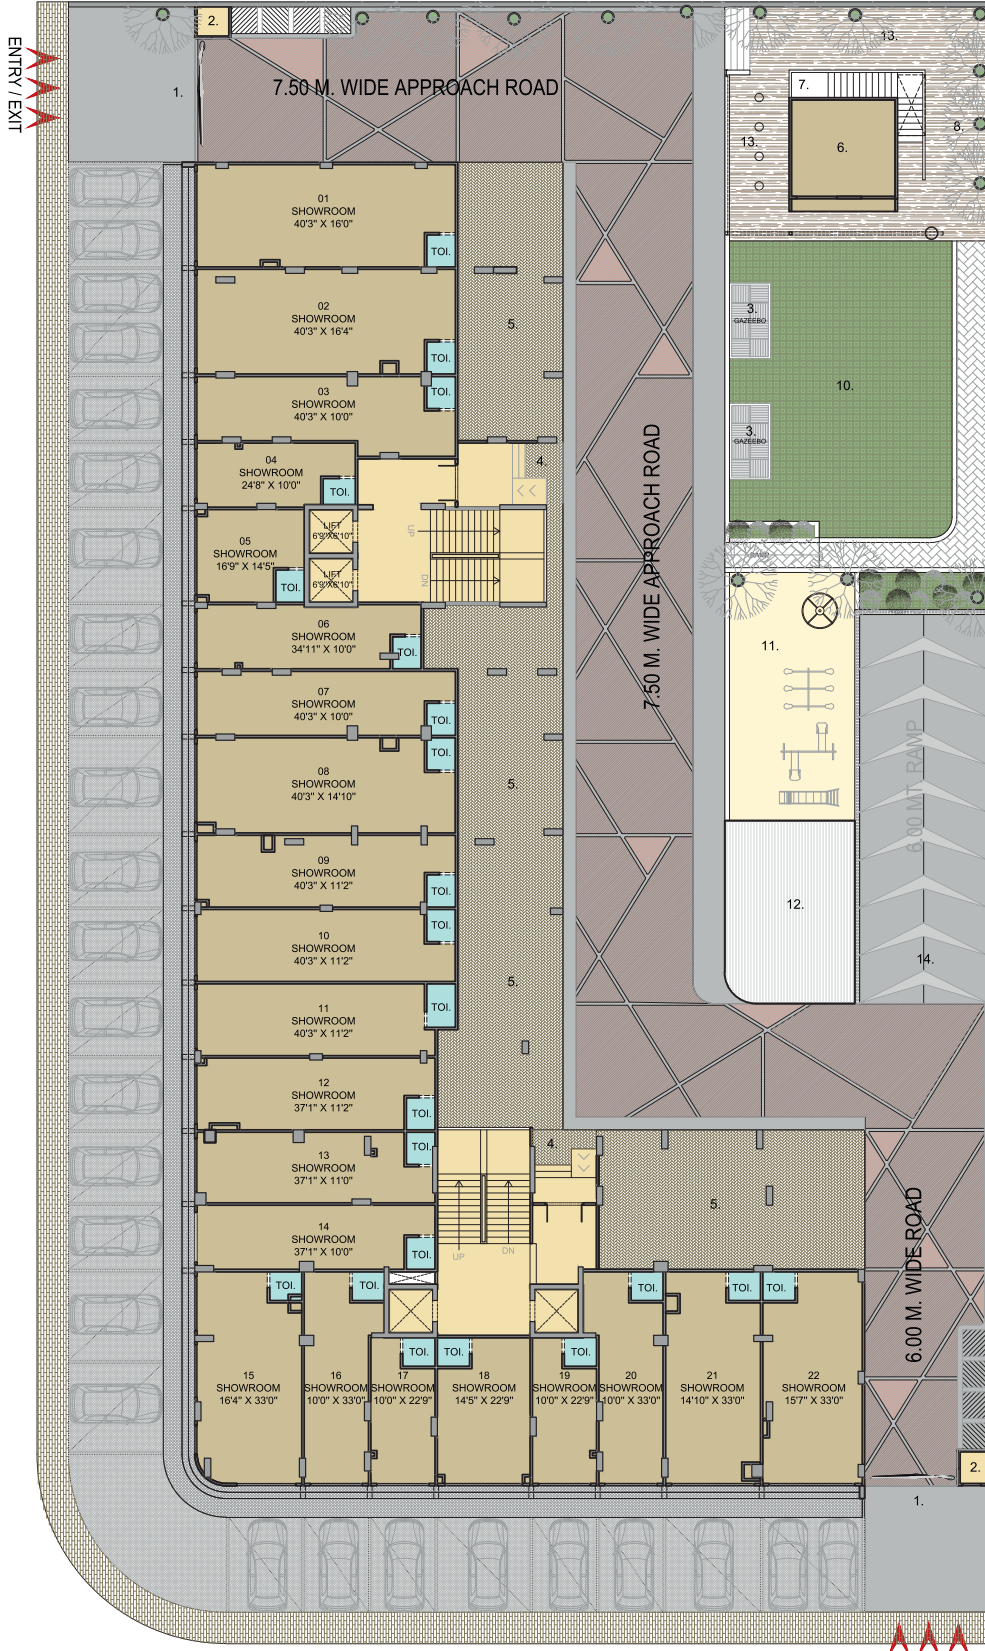 2.
13.
ENTRY / EXIT
1.
7.50 M. WIDE APPROACH ROAD
7.
8.
13.
6.
01
SHOWROOM
40'3" X 16'0"
TOI.
02
SHOWROOM
40'3" X 16'4"
TOI.
5.
3.
GAZEEBO
10.
03
SHOWROOM
40'3" X 10'0"
TOI.
3.
GAZEEBO
04
SHOWROOM
24'8" X 10'0"
TOI.
4.
LIFT
6'9"X6'10"
UP
05
SHOWROOM
16'9" X 14'5"
TOI.
LIFT
6'9"X6'10"
DN
7.50 M. WIDE APPROACH ROAD
RAMP
06
SHOWROOM
34'11" X 10'0"
TOI.
11.
07
SHOWROOM
40'3" X 10'0"
TOI.
08
SHOWROOM
40'3" X 14'10"
TOI.
5.
6.00 MT. RAMP
09
SHOWROOM
40'3" X 11'2"
TOI.
12.
10
SHOWROOM
40'3" X 11'2"
TOI.
14.
5.
11
SHOWROOM
40'3" X 11'2"
TOI.
12
SHOWROOM
37'1" X 11'2"
TOI.
13
SHOWROOM
37'1" X 11'0"
TOI.
4.
5.
14
SHOWROOM
37'1" X 10'0"
TOI.
UP
DN
6.00 M. WIDE ROAD
TOI.
TOI.
TOI.
TOI.
TOI.
TOI.
TOI.
TOI.
15
SHOWROOM
16'4" X 33'0"
16
SHOWROOM
10'0" X 33'0"
17
SHOWROOM
10'0" X 22'9"
18
SHOWROOM
14'5" X 22'9"
19
SHOWROOM
10'0" X 22'9"
20
SHOWROOM
10'0" X 33'0"
21
SHOWROOM
14'10" X 33'0"
22
SHOWROOM
15'7" X 33'0"
2.
1.